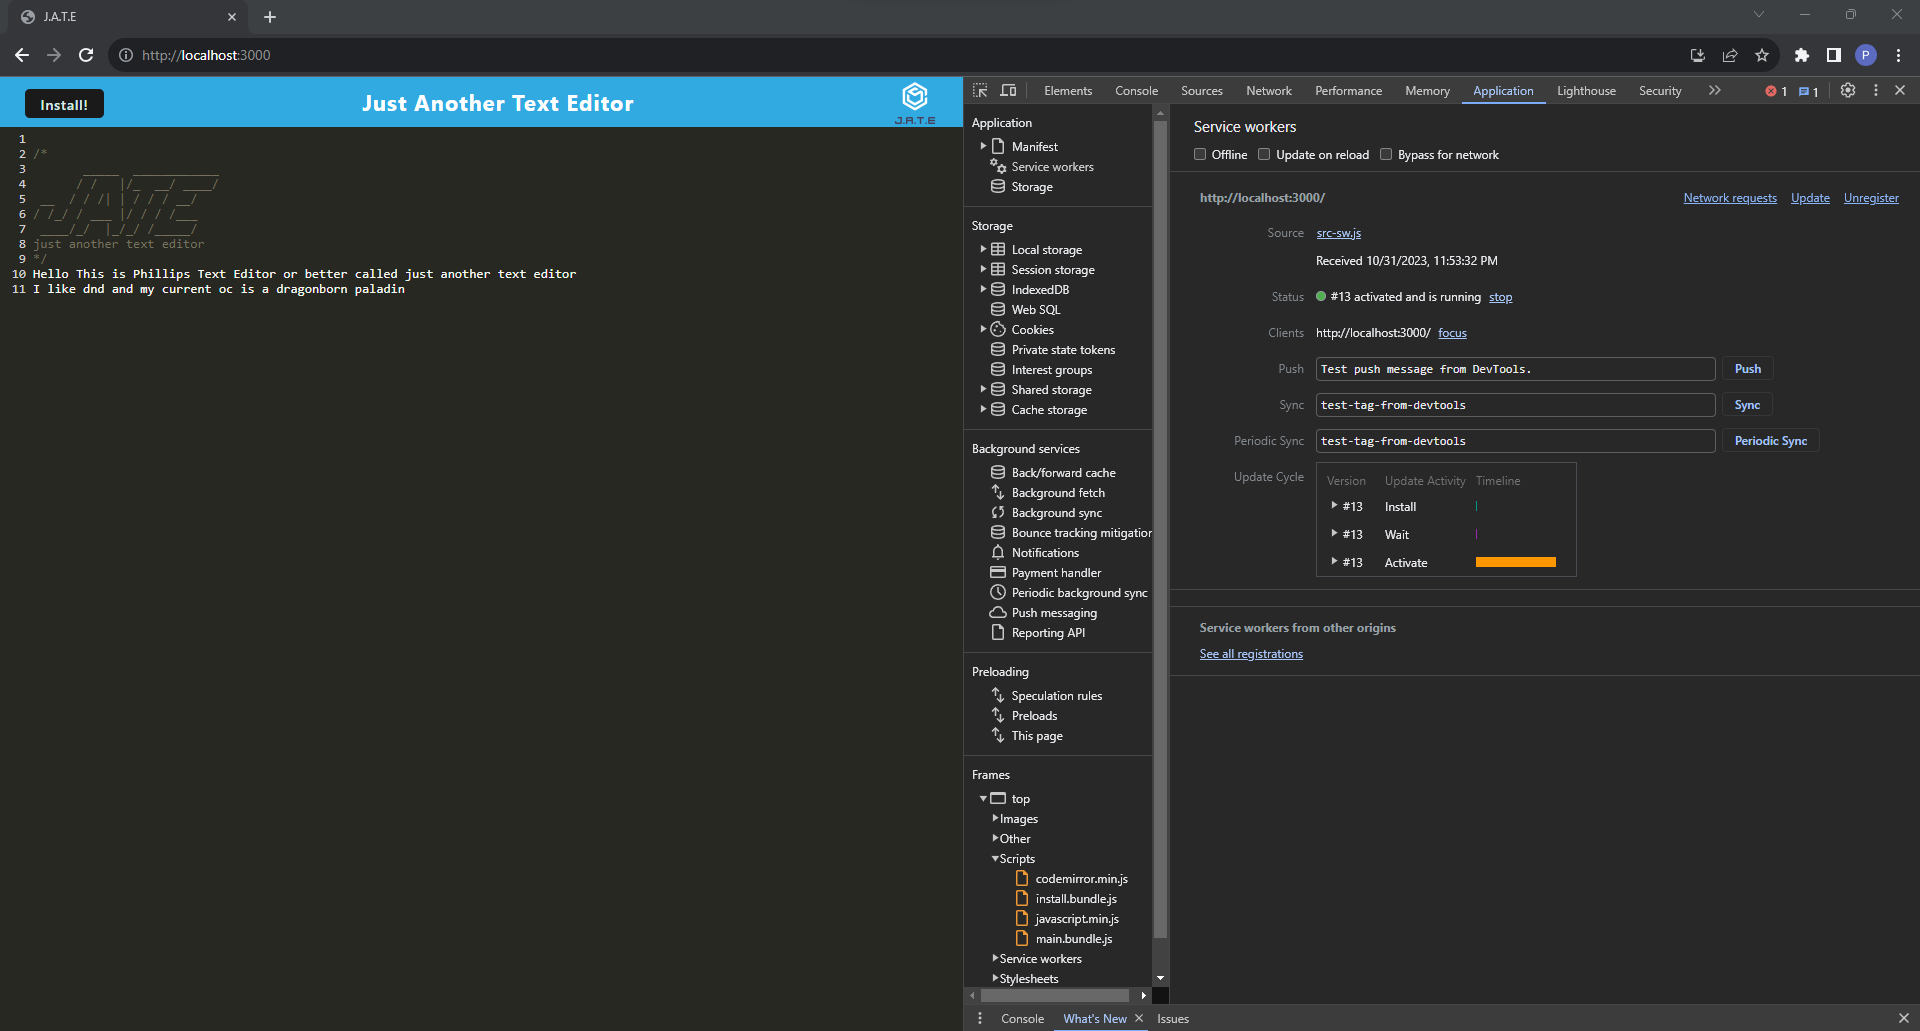 J.A.T.E
http://localhost:3000
P
Install!
Just Another Text Editor
J.A.T.E
1
2 /*
3       _____  ____________
4      / /   |/_  __/ ____/
5 __  / / /| | / / / __/
6 / /_/ / ___ |/ / / /___
7 ____/_/  |_/_/ /_____/
8 just another text editor
9 */
10 Hello This is Phillips Text Editor or better called just another text editor
11 I like dnd and my current oc is a dragonborn paladin
Elements Console Sources Network Performance Memory Application Lighthouse Security 1 1
Application
Manifest
Service workers
Storage
Storage
Local storage
Session storage
IndexedDB
Web SQL
Cookies
Private state tokens
Interest groups
Shared storage
Cache storage
Background services
Back/forward cache
Background fetch
Background sync
Bounce tracking mitigation
Notifications
Payment handler
Periodic background sync
Push messaging
Reporting API
Preloading
Speculation rules
Preloads
This page
Frames
top
Images
Other
Scripts
codemirror.min.js
install.bundle.js
javascript.min.js
main.bundle.js
Service workers
Stylesheets
Service workers
Offline Update on reload Bypass for network
http://localhost:3000/ Network requests Update Unregister
Source src-sw.js
Received 10/31/2023, 11:53:32 PM
Status #13 activated and is running stop
Clients http://localhost:3000/ focus
Push Test push message from DevTools. Push
Sync test-tag-from-devtools Sync
Periodic Sync test-tag-from-devtools Periodic Sync
Update Cycle Version Update Activity Timeline
#13 Install
#13 Wait
#13 Activate
Service workers from other origins
See all registrations
Console What's New Issues